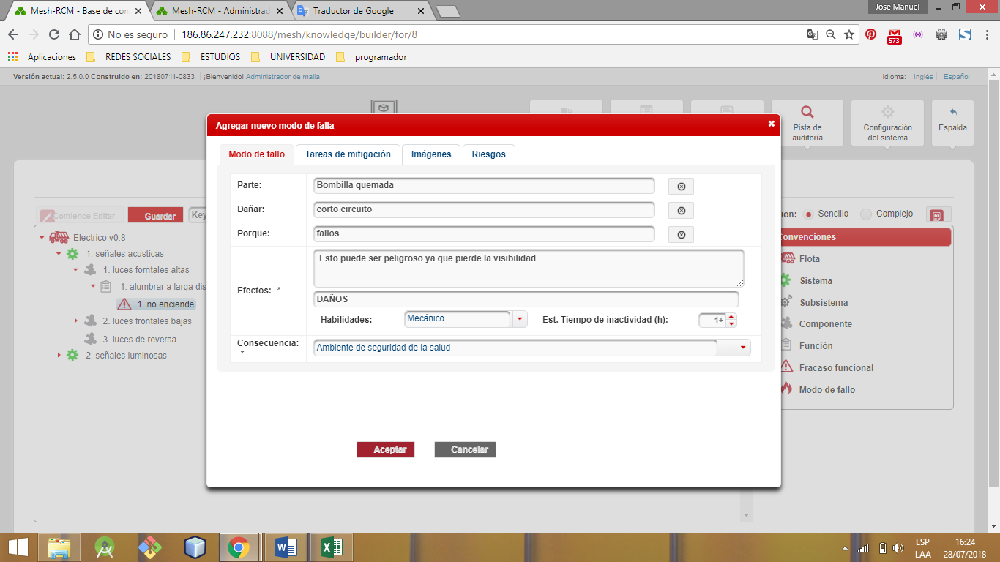 Jose Manuel
Mesh-RCM - Base de con
Mesh-RCM - Administrad
Traductor de Google
No es seguro | 186.86.247.232:8088/mesh/knowledge/builder/for/8
573
Aplicaciones REDES SOCIALES ESTUDIOS UNIVERSIDAD programador
Versión actual: 2.5.0.0 Construido en: 20180711-0833 | ¡Bienvenido! Administrador de malla |
Idioma: Inglés | Español
Pista de
auditoría
Configuración
del sistema
Espalda
Agregar nuevo modo de falla
Modo de fallo Tareas de mitigación Imágenes Riesgos
Parte: Bombilla quemada
Dañar: corto circuito
Porque: fallos
Efectos: * Esto puede ser peligroso ya que pierde la visibilidad
DAÑOS
Habilidades: Mecánico Est. Tiempo de inactividad (h): 1+
Consecuencia: * Ambiente de seguridad de la salud
Aceptar Cancelar
Comience Editar Guardar Key
Electrico v0.8
1. señales acusticas
1. luces forntales altas
1. alumbrar a larga dis
1. no enciende
2. luces frontales bajas
3. luces de reversa
2. señales luminosas
ion: Sencillo Complejo
Convenciones
Flota
Sistema
Subsistema
Componente
Función
Fracaso funcional
Modo de fallo
ESP
LAA
16:24
28/07/2018